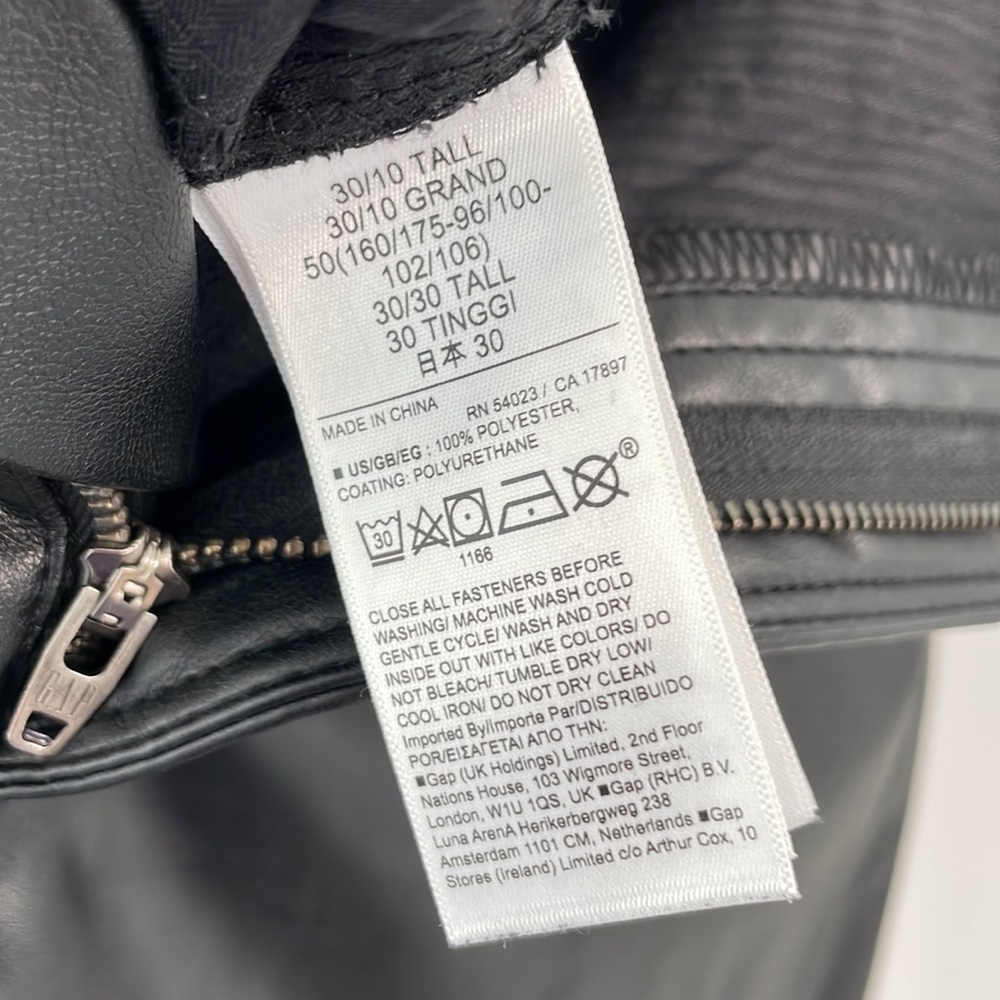 30/10 TALL
30/10 GRAND
50(160/175-96/100-
102/106)
30/30 TALL
30 TINGGI
日本 30
MADE IN CHINA RN 54023 / CA 17897
■ US/GB/EG : 100% POLYESTER,
COATING: POLYURETHANE
30 ®
1166
CLOSE ALL FASTENERS BEFORE
WASHING/ MACHINE WASH COLD
GENTLE CYCLE/ WASH AND DRY
INSIDE OUT WITH LIKE COLORS/ DO
NOT BLEACH/ TUMBLE DRY LOW/
COOL IRON/ DO NOT DRY CLEAN
Imported By/Importe Par/DISTRIBUIDO
POR/ΕΙΣΑΓΕΤΑΙ ΑΠΟ ΤΗΝ:
■Gap (UK Holdings) Limited, 2nd Floor
Nations House, 103 Wigmore Street,
London, W1U 1QS, UK ■Gap (RHC) B.V.
Luna ArenA Herikerbergweg 238
Amsterdam 1101 CM, Netherlands ■Gap
Stores (Ireland) Limited c/o Arthur Cox, 10
GAP